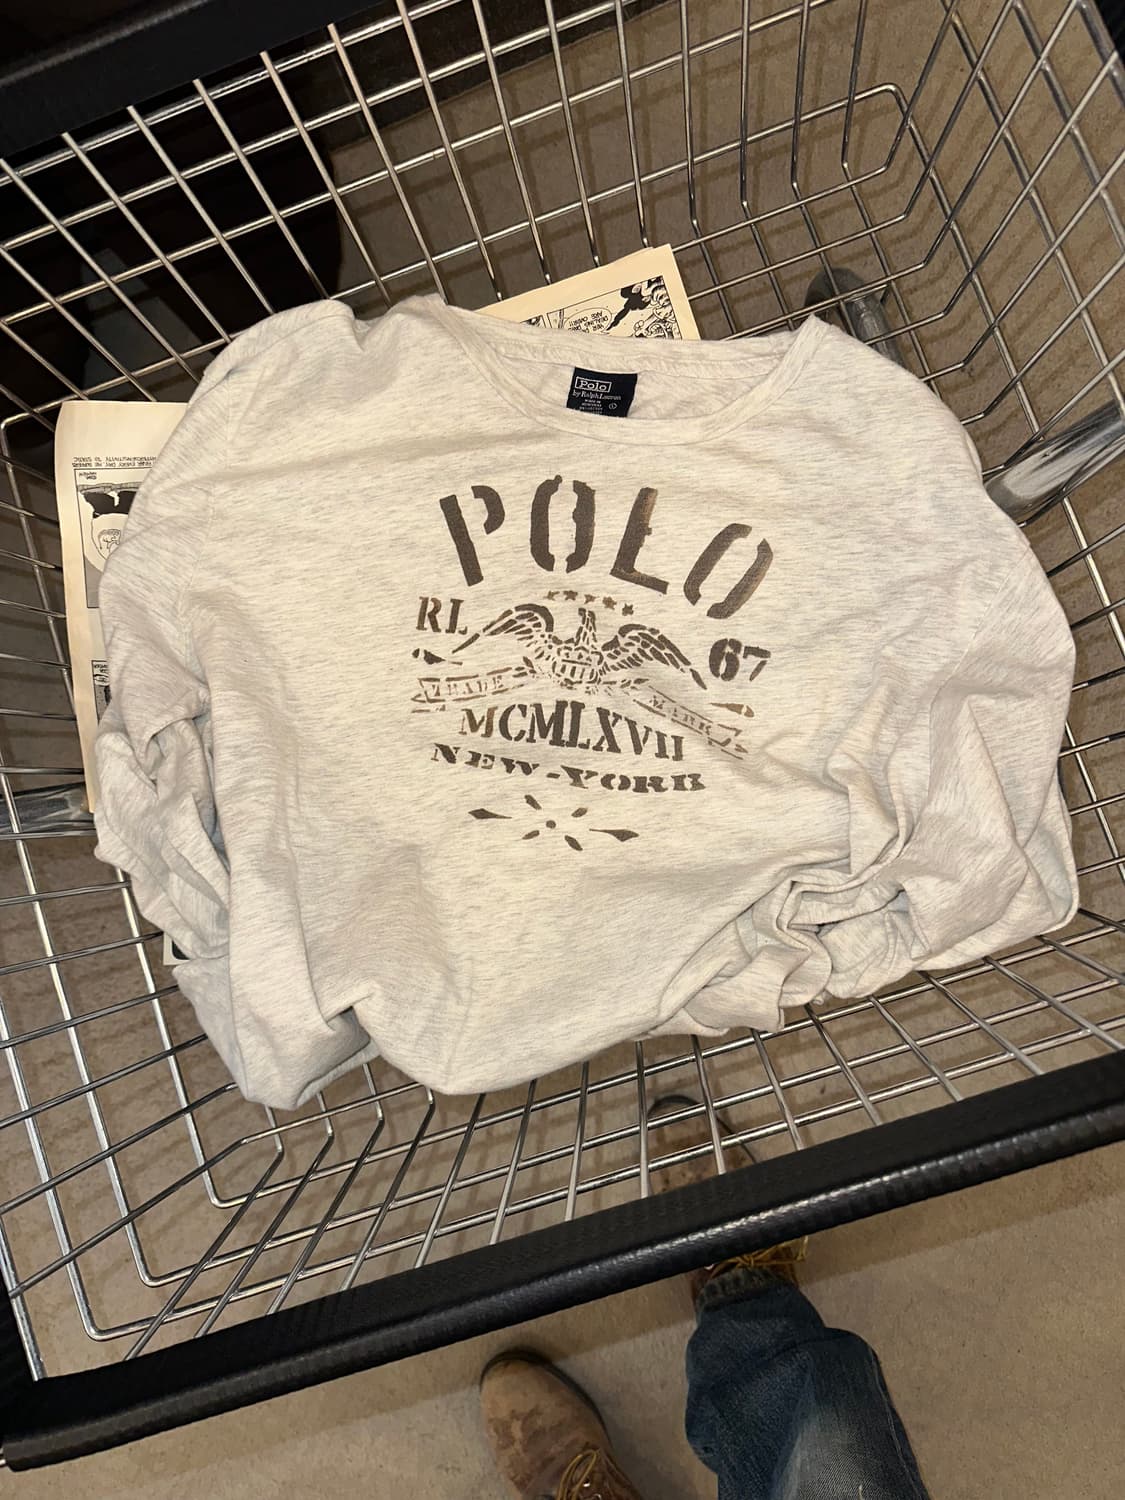 Polo
by Ralph Lauren
POLO
RL
67
TRADE
MARK
MCMLXVII
NEW-YORK